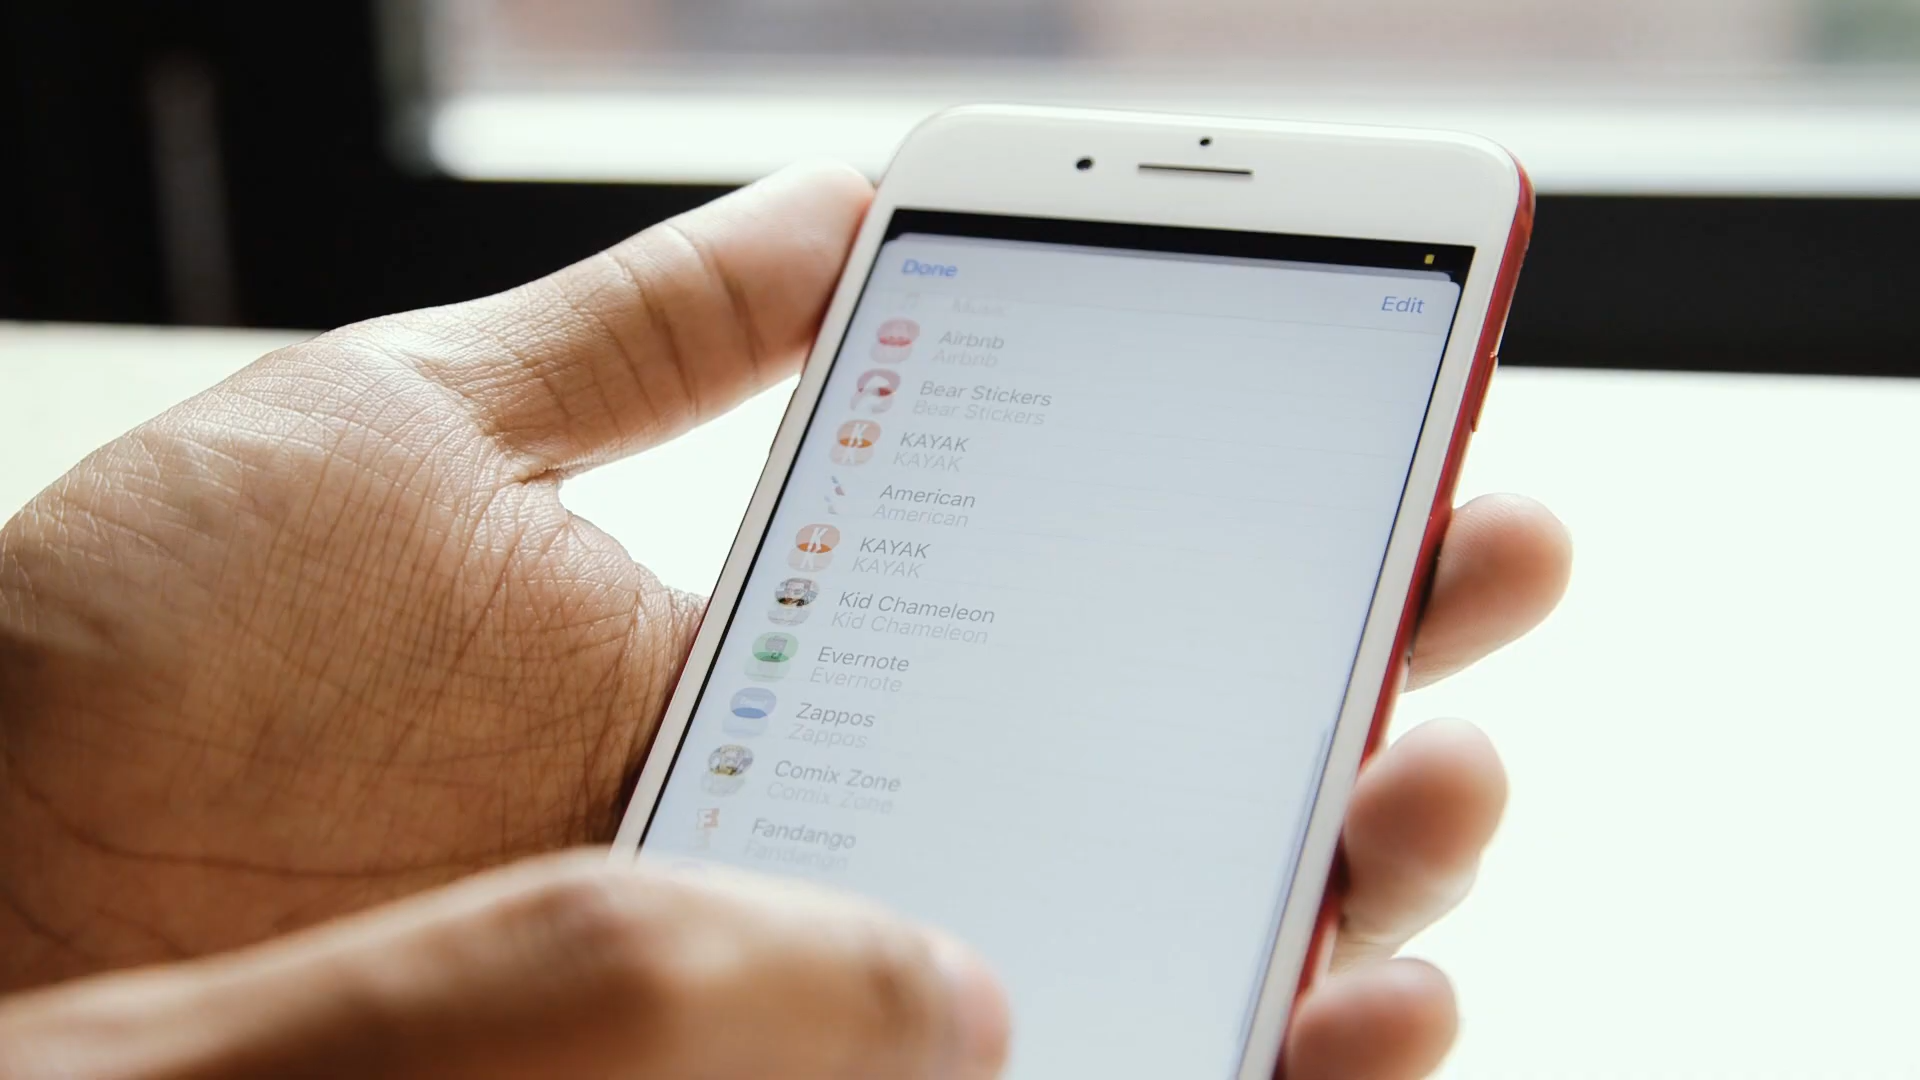 Done
Edit
Music
Airbnb
Airbnb
Bear Stickers
Bear Stickers
KAYAK
KAYAK
American
American
KAYAK
KAYAK
Kid Chameleon
Kid Chameleon
Evernote
Evernote
Zappos
Zappos
Comix Zone
Comix Zone
Fandango
Fandango